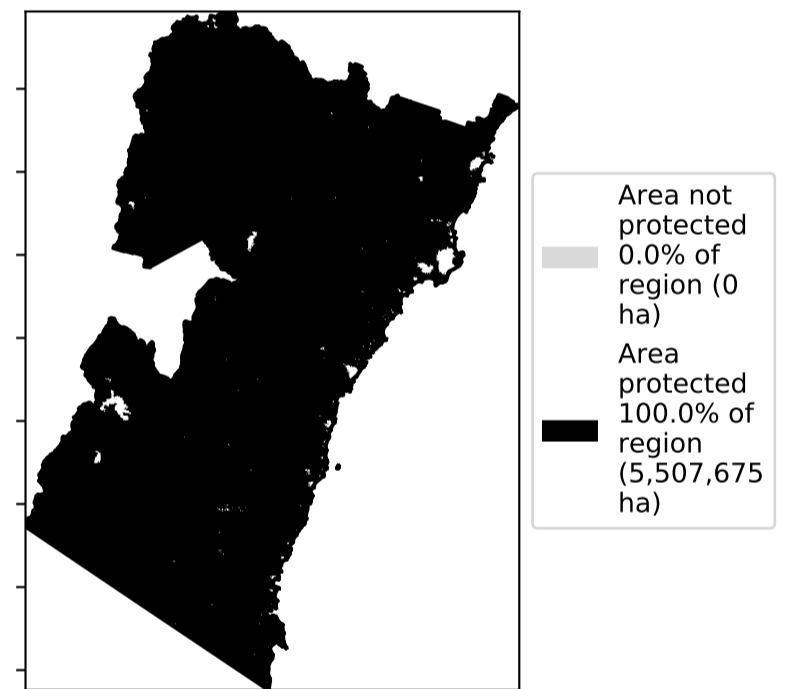 Area not
protected
0.0% of
region (0
ha)
Area
protected
100.0% of
region
(5,507,675
ha)